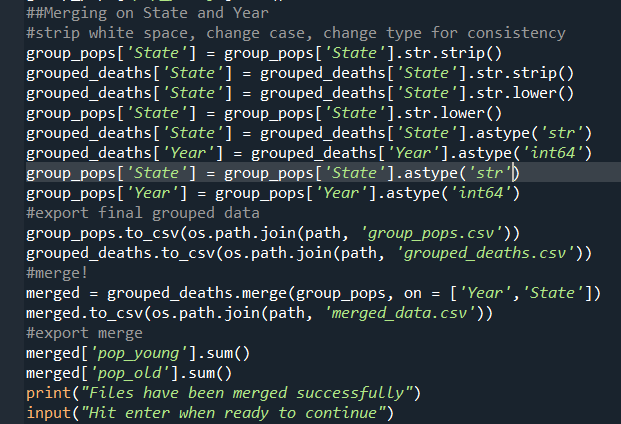 ##Merging on State and Year
#strip white space, change case, change type for consistency
group_pops['State'] = group_pops['State'].str.strip()
grouped_deaths['State'] = grouped_deaths['State'].str.strip()
grouped_deaths['State'] = grouped_deaths['State'].str.lower()
group_pops['State'] = group_pops['State'].str.lower()
grouped_deaths['State'] = grouped_deaths['State'].astype('str')
grouped_deaths['Year'] = grouped_deaths['Year'].astype('int64')
group_pops['State'] = group_pops['State'].astype('str')
group_pops['Year'] = group_pops['Year'].astype('int64')
#export final grouped data
group_pops.to_csv(os.path.join(path, 'group_pops.csv'))
grouped_deaths.to_csv(os.path.join(path, 'grouped_deaths.csv'))
#merge!
merged = grouped_deaths.merge(group_pops, on = ['Year','State'])
merged.to_csv(os.path.join(path, 'merged_data.csv'))
#export merge
merged['pop_young'].sum()
merged['pop_old'].sum()
print("Files have been merged successfully")
input("Hit enter when ready to continue")